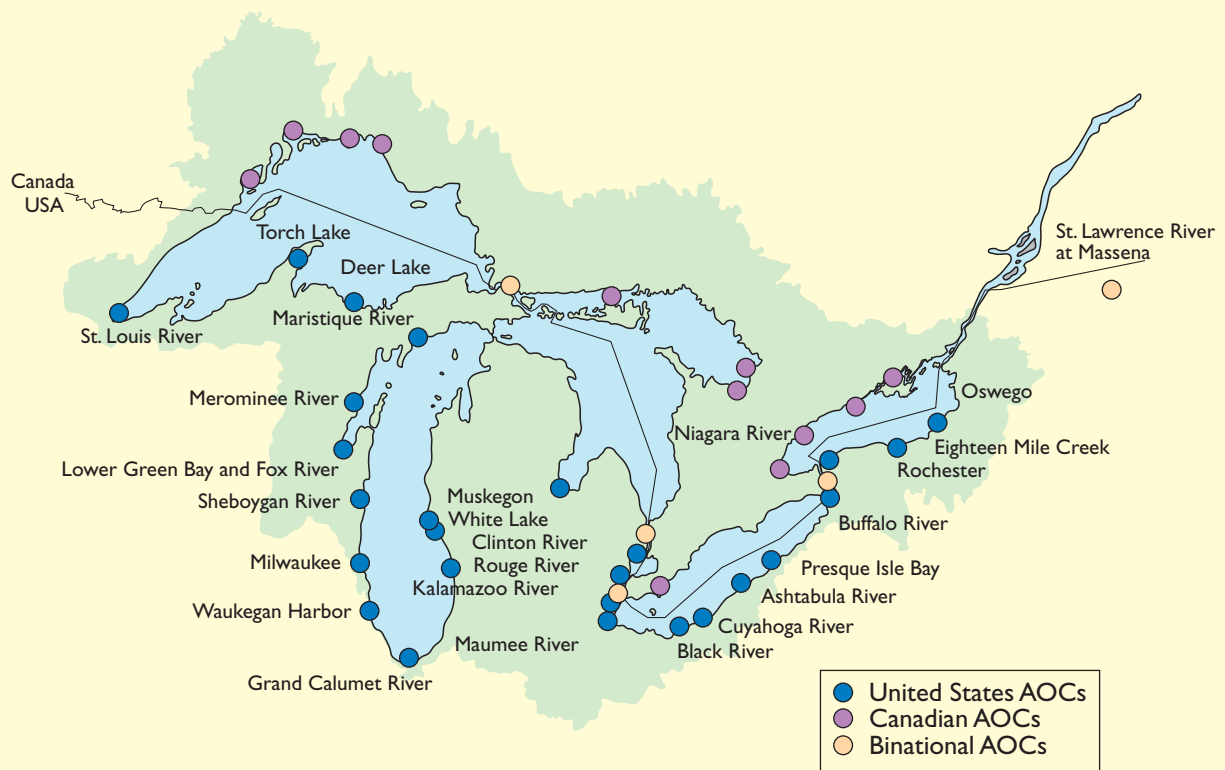 Canada
USA
Torch Lake
Deer Lake
St. Lawrence River
at Massena
Maristique River
St. Louis River
Merominee River
Oswego
Niagara River
Eighteen Mile Creek
Lower Green Bay and Fox River
Rochester
Sheboygan River
Muskegon
White Lake
Buffalo River
Clinton River
Milwaukee
Rouge River
Presque Isle Bay
Kalamazoo River
Ashtabula River
Waukegan Harbor
Cuyahoga River
Maumee River
Black River
Grand Calumet River
United States AOCs
Canadian AOCs
Binational AOCs